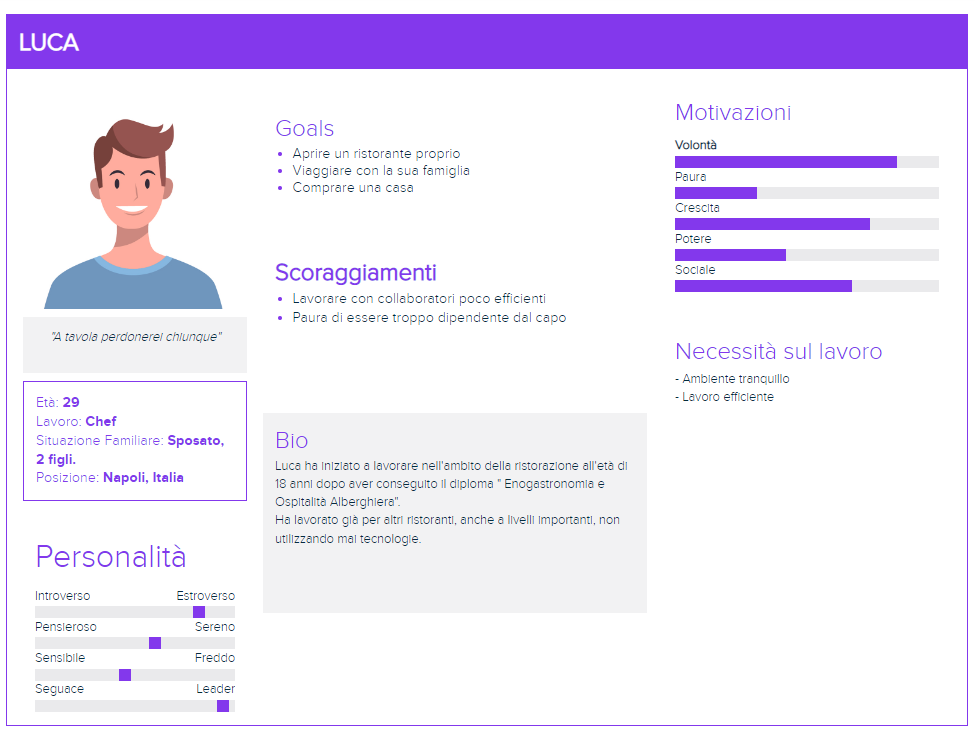 LUCA
"A tavola perdonerei chiunque"
Età: 29
Lavoro: Chef
Situazione Familiare: Sposato,
2 figli.
Posizione: Napoli, Italia
Personalità
Introverso Estroverso
Pensieroso Sereno
Sensibile Freddo
Seguace Leader
Goals
• Aprire un ristorante proprio
• Viaggiare con la sua famiglia
• Comprare una casa
Scoraggiamenti
• Lavorare con collaboratori poco efficienti
• Paura di essere troppo dipendente dal capo
Bio
Luca ha iniziato a lavorare nell'ambito della ristorazione all'età di
18 anni dopo aver conseguito il diploma " Enogastronomia e
Ospitalità Alberghiera".
Ha lavorato già per altri ristoranti, anche a livelli importanti, non
utilizzando mai tecnologie.
Motivazioni
Volontà
Paura
Crescita
Potere
Sociale
Necessità sul lavoro
- Ambiente tranquillo
- Lavoro efficiente